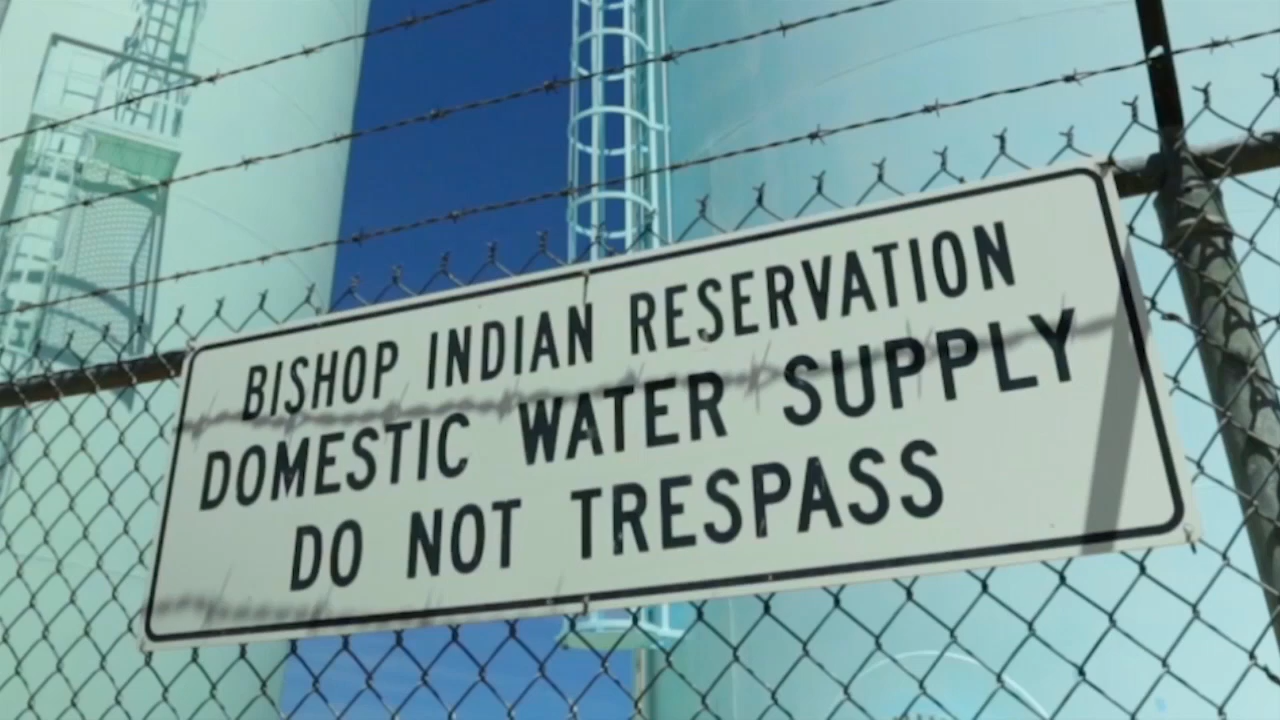 BISHOP INDIAN RESERVATION
DOMESTIC WATER SUPPLY
DO NOT TRESPASS